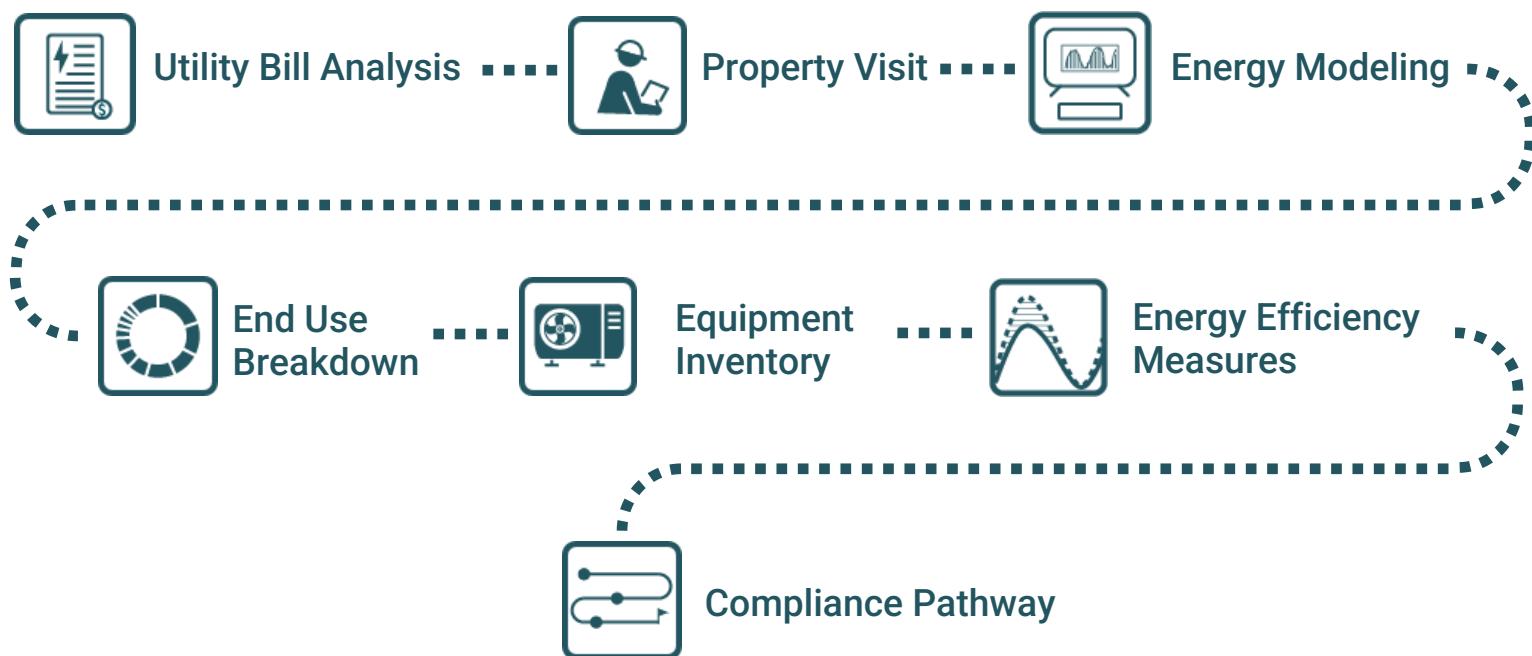 Utility Bill Analysis
Property Visit
Energy Modeling
End Use
Breakdown
Equipment
Inventory
Energy Efficiency
Measures
Compliance Pathway
$